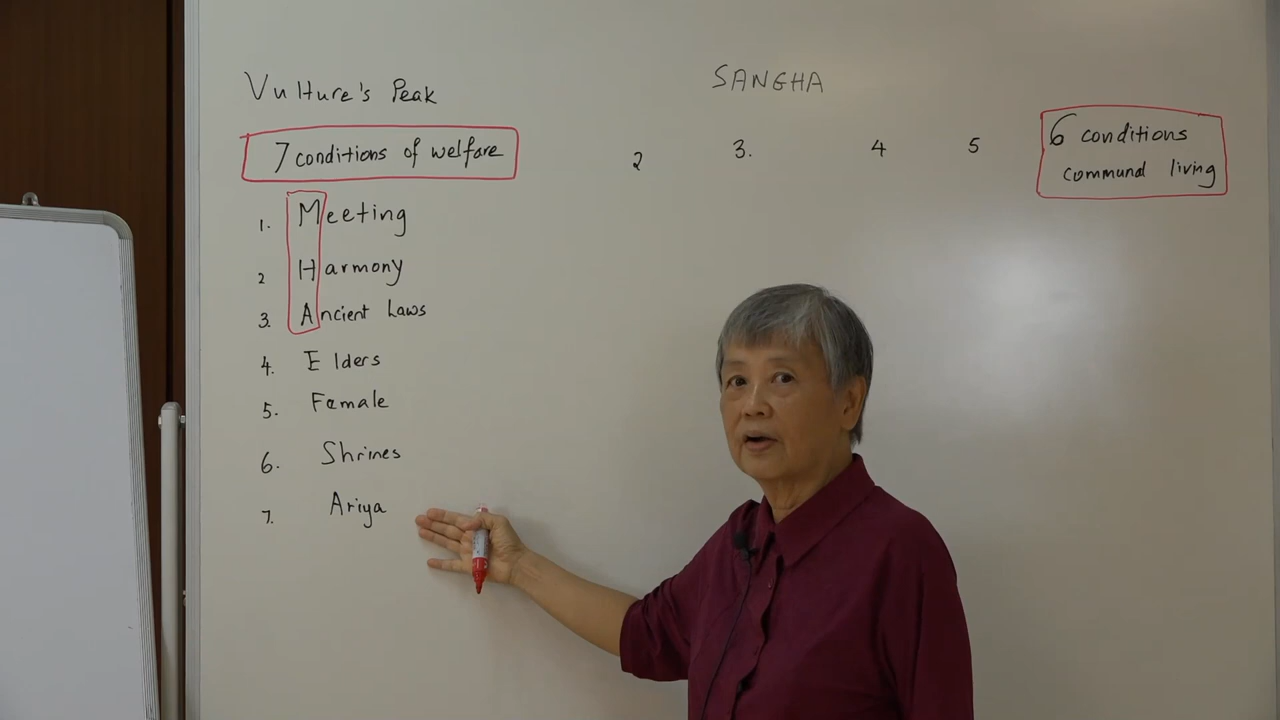 Vulture's Peak
7 conditions of welfare
1. Meeting
2 Harmony
3. Ancient Laws
4. Elders
5. Female
6. Shrines
7. Ariya
SANGHA
2 3. 4 5
6 conditions
communal living